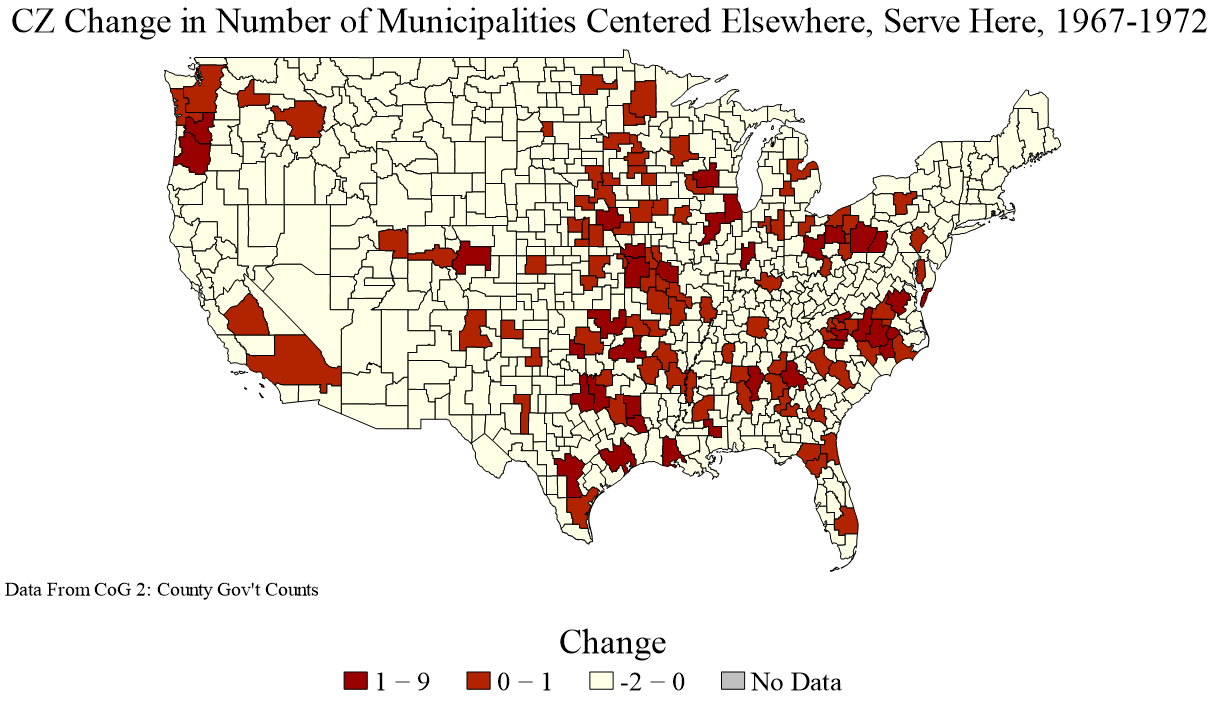 CZ Change in Number of Municipalities Centered Elsewhere, Serve Here, 1967-1972
Data From CoG 2: County Gov't Counts
Change
1 − 9 0 − 1 -2 − 0 No Data